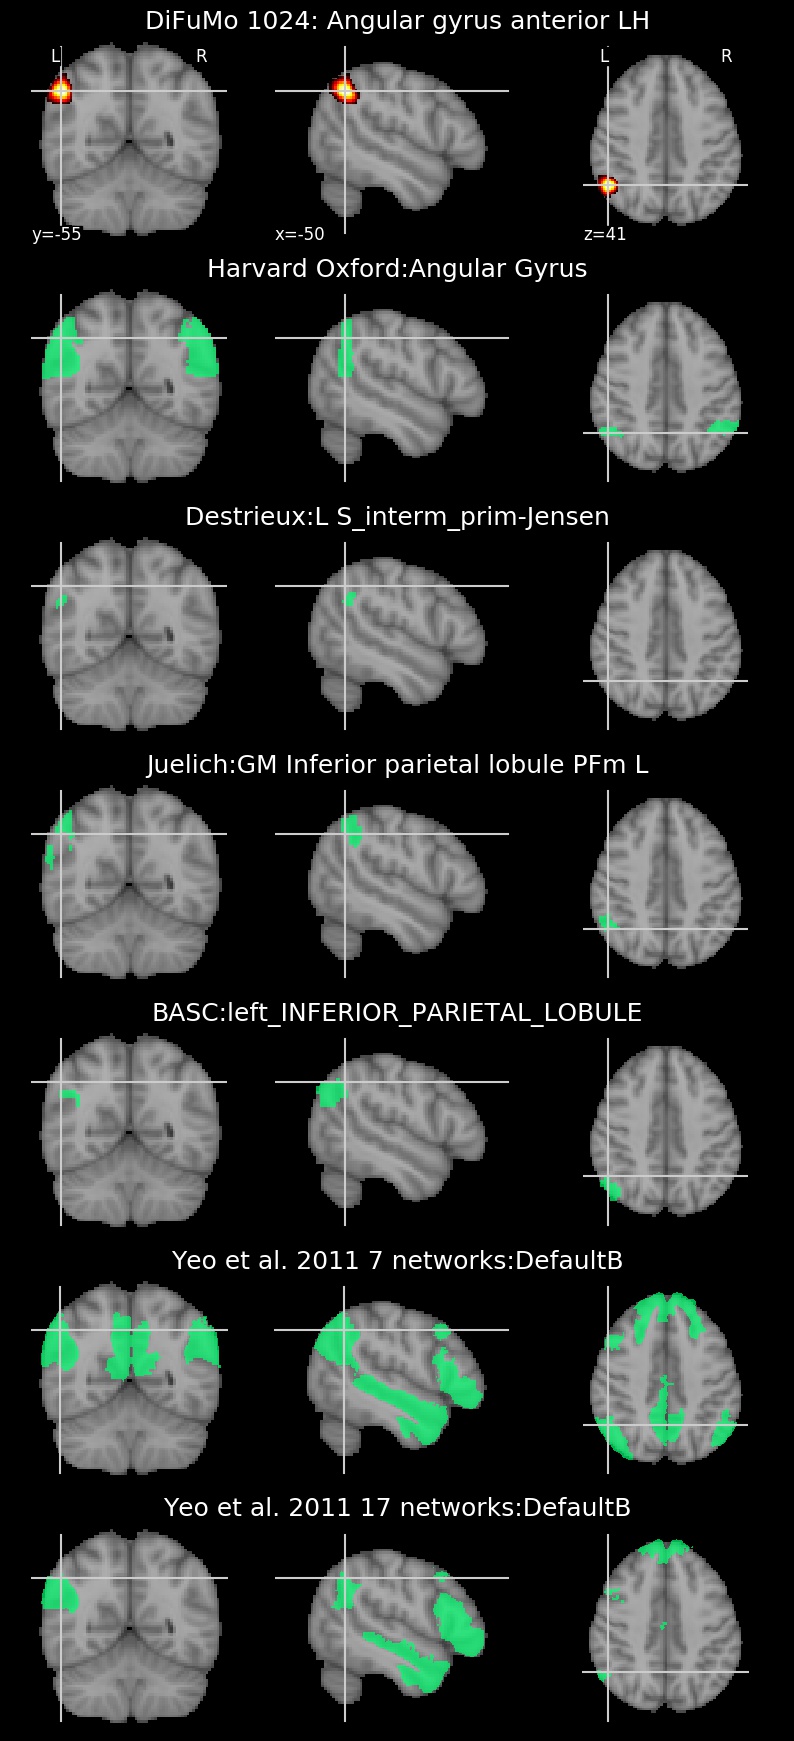 DiFuMo 1024: Angular gyrus anterior LH
L R L R
y=-55 x=-50 z=41
Harvard Oxford:Angular Gyrus
Destrieux:L S_interm_prim-Jensen
Juelich:GM Inferior parietal lobule PFm L
BASC:left_INFERIOR_PARIETAL_LOBULE
Yeo et al. 2011 7 networks:DefaultB
Yeo et al. 2011 17 networks:DefaultB